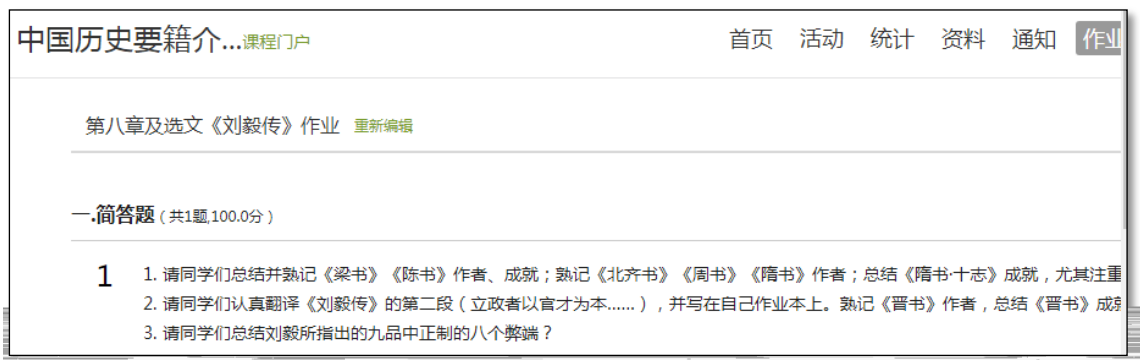 中国历史要籍介...课程门户
首页 活动 统计 资料 通知 作业
第八章及选文《刘毅传》作业 重新编辑
一.简答题（共1题,100.0分）
1 1. 请同学们总结并熟记《梁书》《陈书》作者、成就；熟记《北齐书》《周书》《隋书》作者；总结《隋书·十志》成就，尤其注重
2. 请同学们认真翻译《刘毅传》的第二段（立政者以官才为本......），并写在自己作业本上。熟记《晋书》作者，总结《晋书》成就
3. 请同学们总结刘毅所指出的九品中正制的八个弊端？